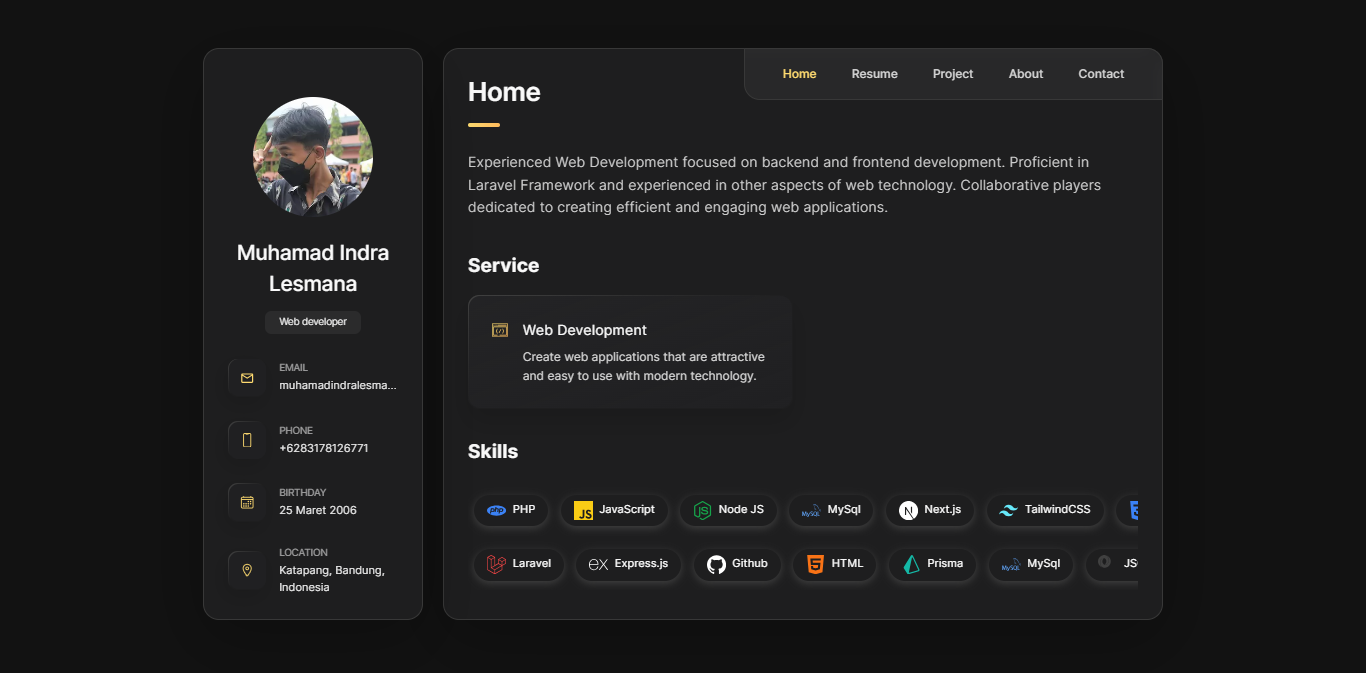 Muhamad Indra
Lesmana
Web developer
EMAIL
muhamadindralesma...
PHONE
+6283178126771
BIRTHDAY
25 Maret 2006
LOCATION
Katapang, Bandung,
Indonesia
Home Resume Project About Contact
Home
Experienced Web Development focused on backend and frontend development. Proficient in
Laravel Framework and experienced in other aspects of web technology. Collaborative players
dedicated to creating efficient and engaging web applications.
Service
Web Development
Create web applications that are attractive
and easy to use with modern technology.
Skills
php PHP JS JavaScript JS Node JS MySQL MySql N Next.js TailwindCSS
Laravel ex Express.js Github 5 HTML Prisma MySQL MySql JS